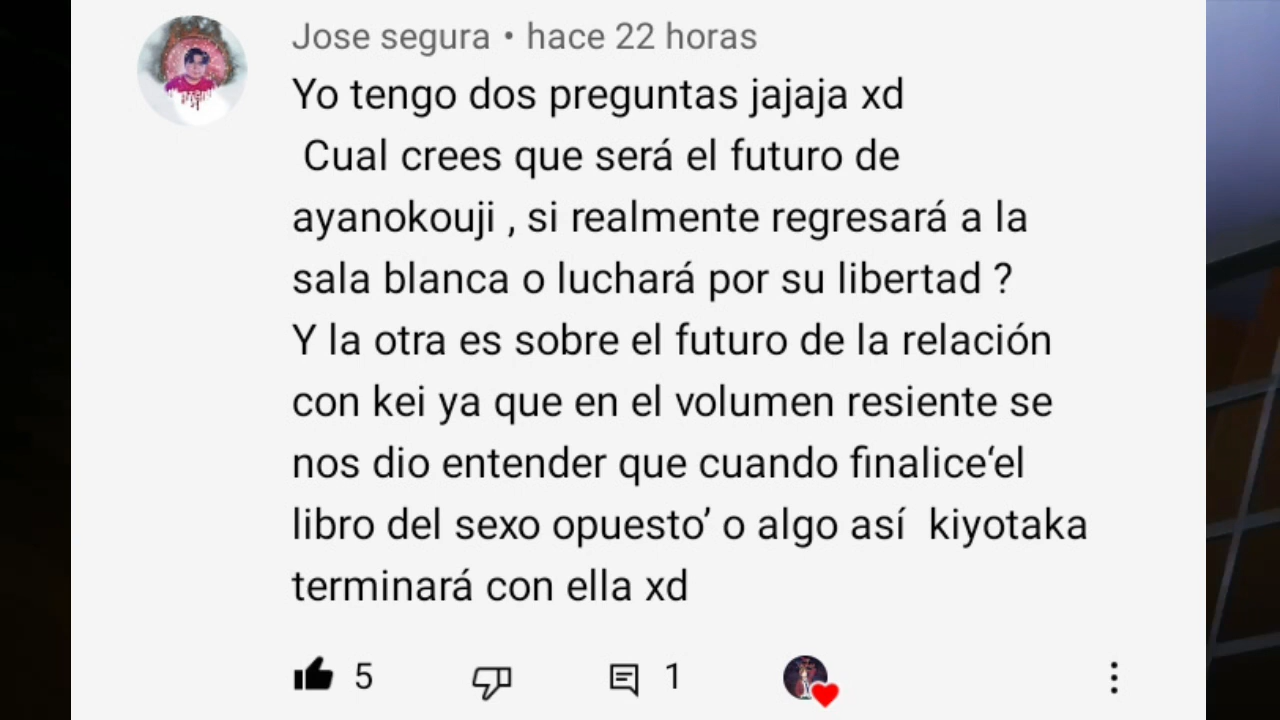 Jose segura • hace 22 horas
Yo tengo dos preguntas jajaja xd
Cual crees que será el futuro de
ayanokouji , si realmente regresará a la
sala blanca o luchará por su libertad ?
Y la otra es sobre el futuro de la relación
con kei ya que en el volumen resiente se
nos dio entender que cuando finalice‘el
libro del sexo opuesto’ o algo así  kiyotaka
terminará con ella xd
5 1